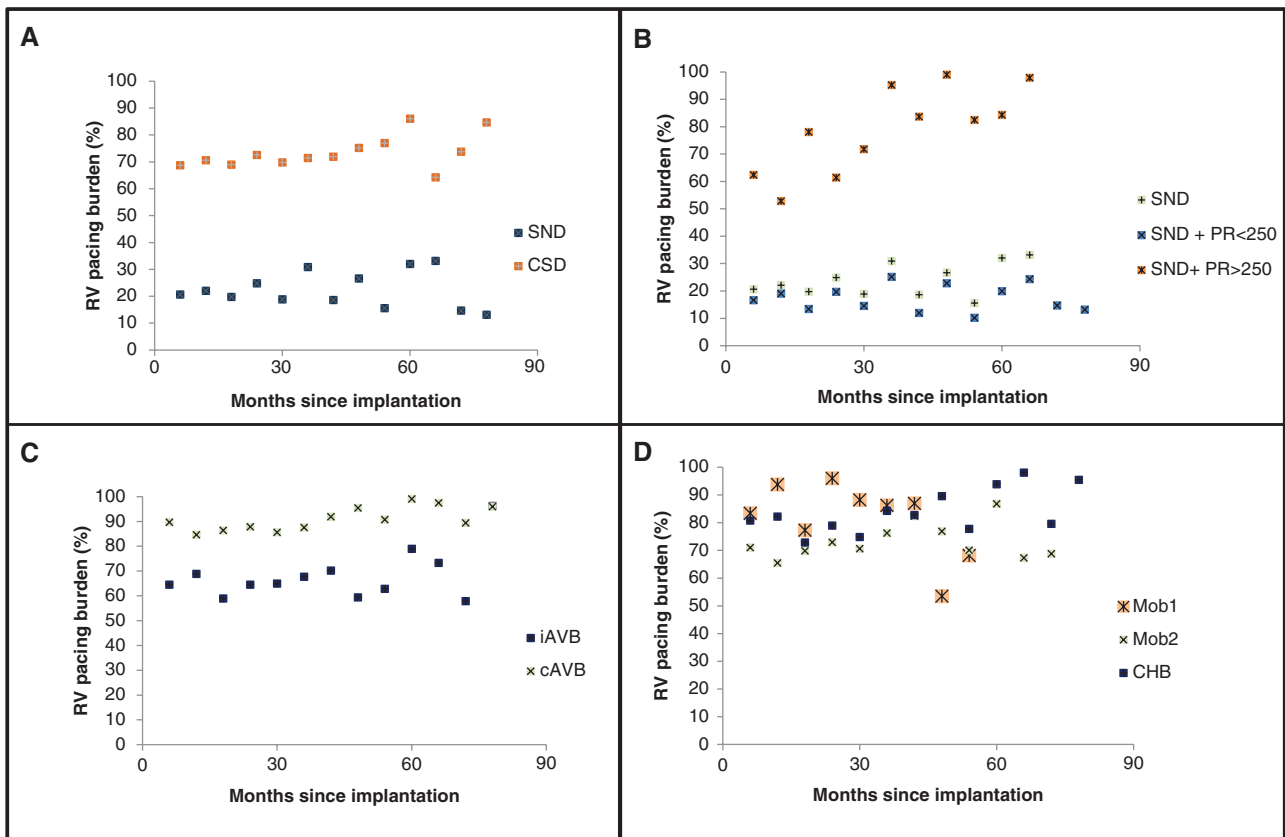 A
RV pacing burden (%)
100
90
80
70
60
50
40
30
20
10
0
0 30 60 90
Months since implantation
SND
CSD
B
RV pacing burden (%)
100
90
80
70
60
50
40
30
20
10
0
0 30 60 90
Months since implantation
SND
SND + PR<250
SND+ PR>250
C
RV pacing burden (%)
100
90
80
70
60
50
40
30
20
10
0
0 30 60 90
Months since implantation
iAVB
cAVB
D
RV pacing burden (%)
100
90
80
70
60
50
40
30
20
10
0
0 30 60 90
Months since implantation
Mob1
Mob2
CHB